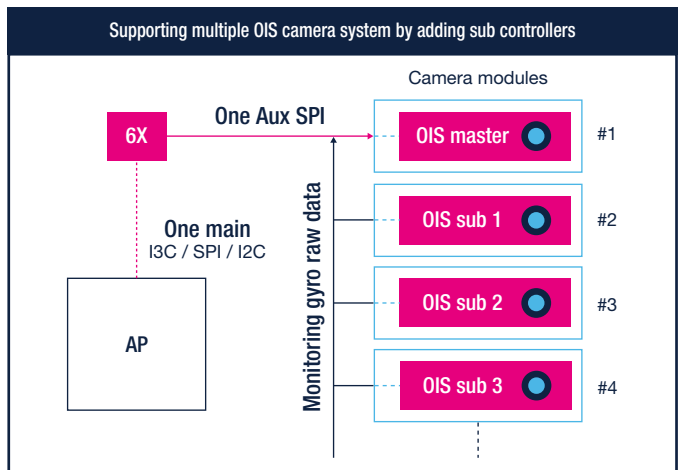 Supporting multiple OIS camera system by adding sub controllers
Camera modules
6X
One Aux SPI
OIS master
#1
One main
I3C / SPI / I2C
Monitoring gyro raw data
OIS sub 1
#2
AP
OIS sub 2
#3
OIS sub 3
#4